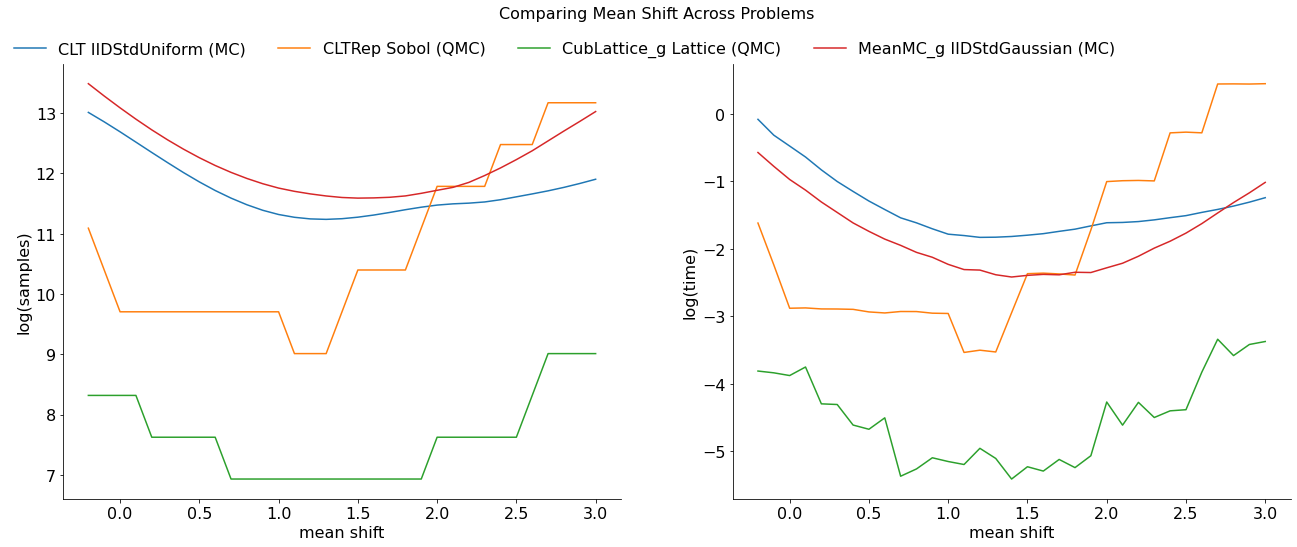 Comparing Mean Shift Across Problems
CLT IIDStdUniform (MC) CLTRep Sobol (QMC) CubLattice_g Lattice (QMC) MeanMC_g IIDStdGaussian (MC)
log(samples)
13
12
11
10
9
8
7
0.0 0.5 1.0 1.5 2.0 2.5 3.0
mean shift
log(time)
0
−1
−2
−3
−4
−5
0.0 0.5 1.0 1.5 2.0 2.5 3.0
mean shift